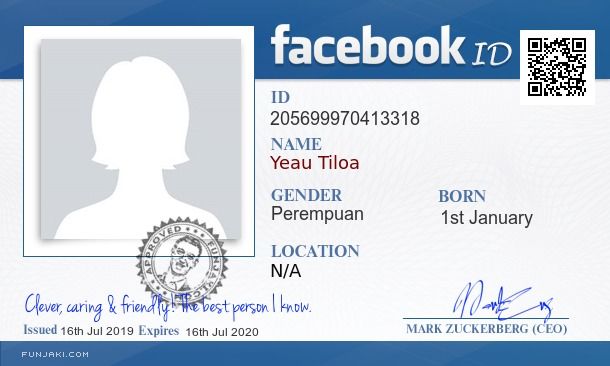 facebook ID
ID
205699970413318
NAME
Yeau Tiloa
GENDER
Perempuan
BORN
1st January
LOCATION
N/A
APPROVED
Clever, caring & friendly! The best person I know.
Issued 16th Jul 2019 Expires 16th Jul 2020
MARK ZUCKERBERG (CEO)
FUNJAKI.COM